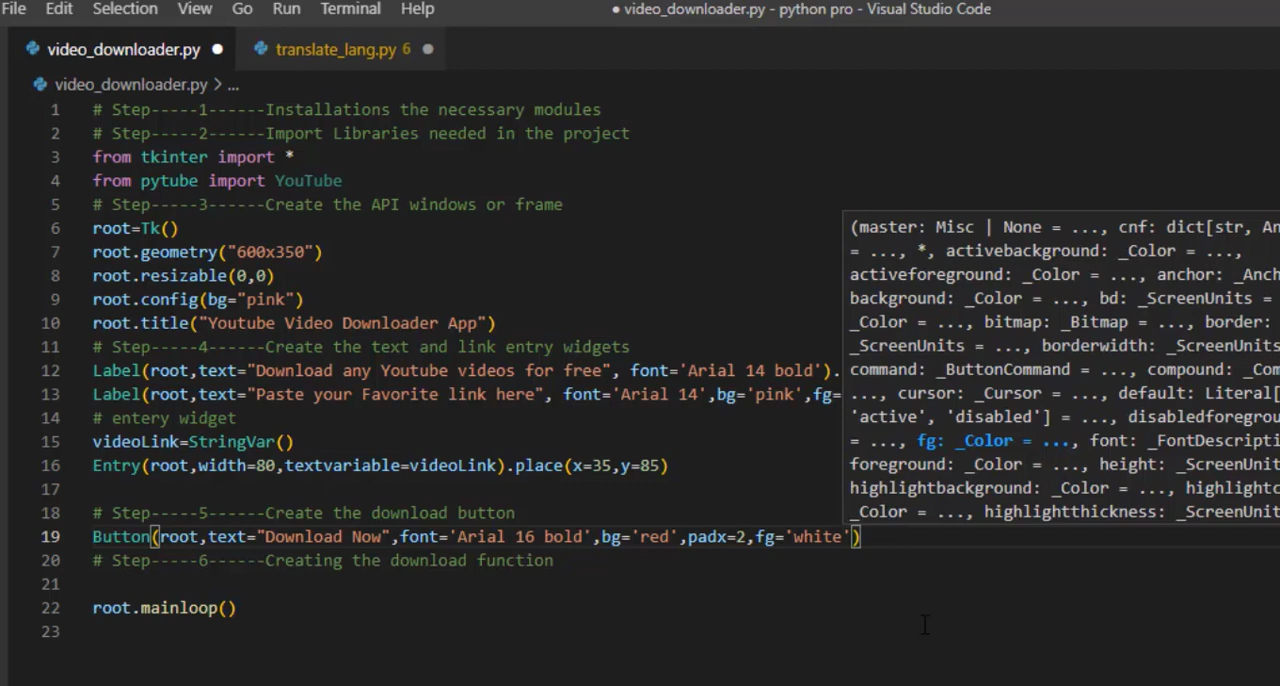 File Edit Selection View Go Run Terminal Help ● video_downloader.py - python pro - Visual Studio Code
video_downloader.py ● translate_lang.py 6 ●
video_downloader.py > ...
1 # Step-----1------Installations the necessary modules
2 # Step-----2------Import Libraries needed in the project
3 from tkinter import *
4 from pytube import YouTube
5 # Step-----3------Create the API windows or frame
6 root=Tk()
7 root.geometry("600x350")
8 root.resizable(0,0)
9 root.config(bg="pink")
10 root.title("Youtube Video Downloader App")
11 # Step-----4------Create the text and link entry widgets
12 Label(root,text="Download any Youtube videos for free", font='Arial 14 bold').
13 Label(root,text="Paste your Favorite link here", font='Arial 14',bg='pink',fg=
14 # entery widget
15 videoLink=StringVar()
16 Entry(root,width=80,textvariable=videoLink).place(x=35,y=85)
17
18 # Step-----5------Create the download button
19 Button(root,text="Download Now",font='Arial 16 bold',bg='red',padx=2,fg='white')
20 # Step-----6------Creating the download function
21
22 root.mainloop()
23
(master: Misc | None = ..., cnf: dict[str, An
= ..., *, activebackground: _Color = ...,
activeforeground: _Color = ..., anchor: _Anch
background: _Color = ..., bd: _ScreenUnits =
_Color = ..., bitmap: _Bitmap = ..., border:
_ScreenUnits = ..., borderwidth: _ScreenUnits
command: _ButtonCommand = ..., compound: _Com
..., cursor: _Cursor = ..., default: Literal[
'active', 'disabled'] = ..., disabledforegrou
= ..., fg: _Color = ..., font: _FontDescripti
foreground: _Color = ..., height: _ScreenUnit
highlightbackground: _Color = ..., highlightc
_Color = ..., highlightthickness: _ScreenUnit